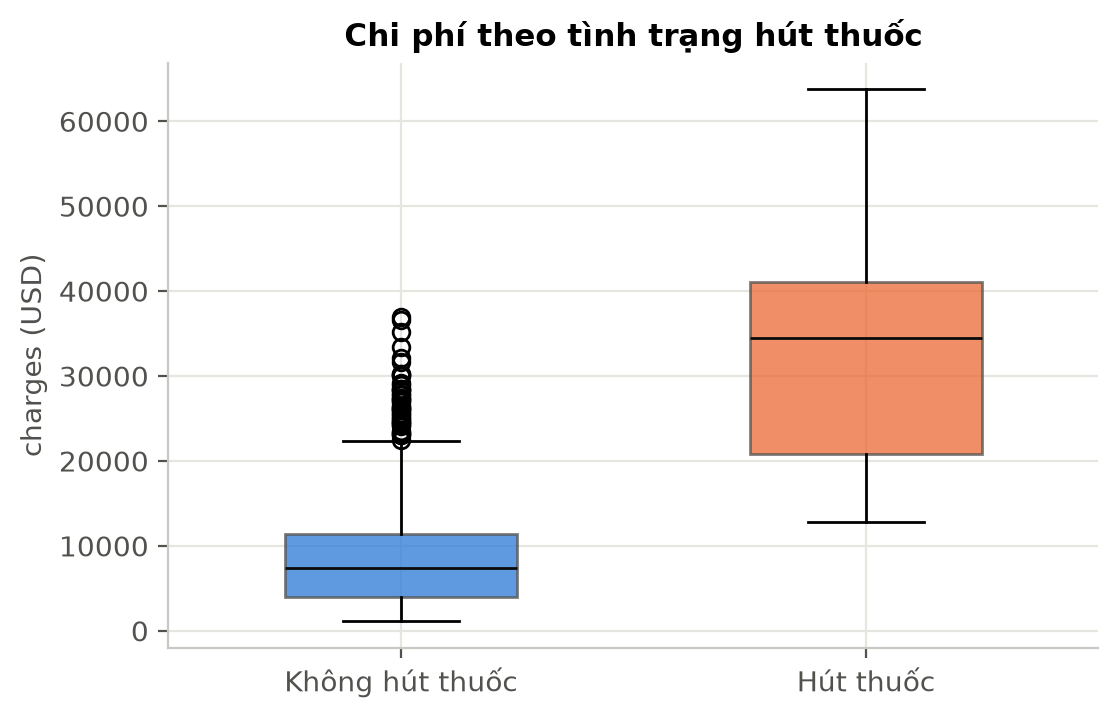 Chi phí theo tình trạng hút thuốc
charges (USD)
60000
50000
40000
30000
20000
10000
0
Không hút thuốc
Hút thuốc